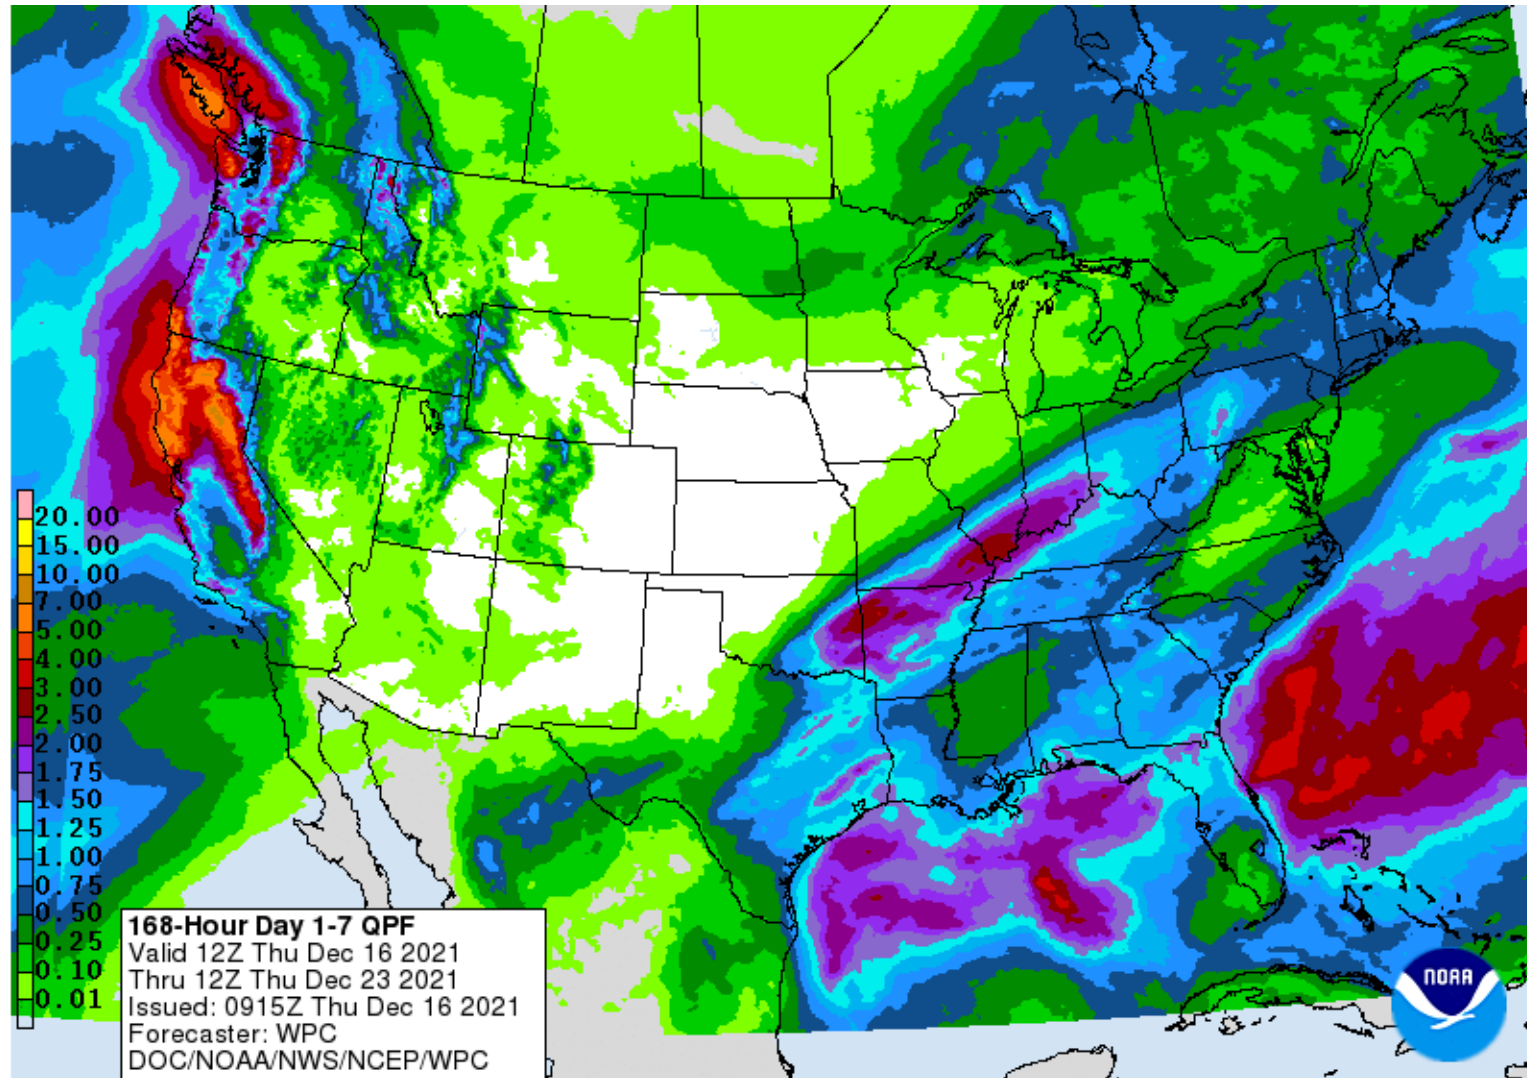 20.00
15.00
10.00
7.00
5.00
4.00
3.00
2.50
2.00
1.75
1.50
1.25
1.00
0.75
0.50
0.25
0.10
0.01
168-Hour Day 1-7 QPF
Valid 12Z Thu Dec 16 2021
Thru 12Z Thu Dec 23 2021
Issued: 0915Z Thu Dec 16 2021
Forecaster: WPC
DOC/NOAA/NWS/NCEP/WPC
NOAA